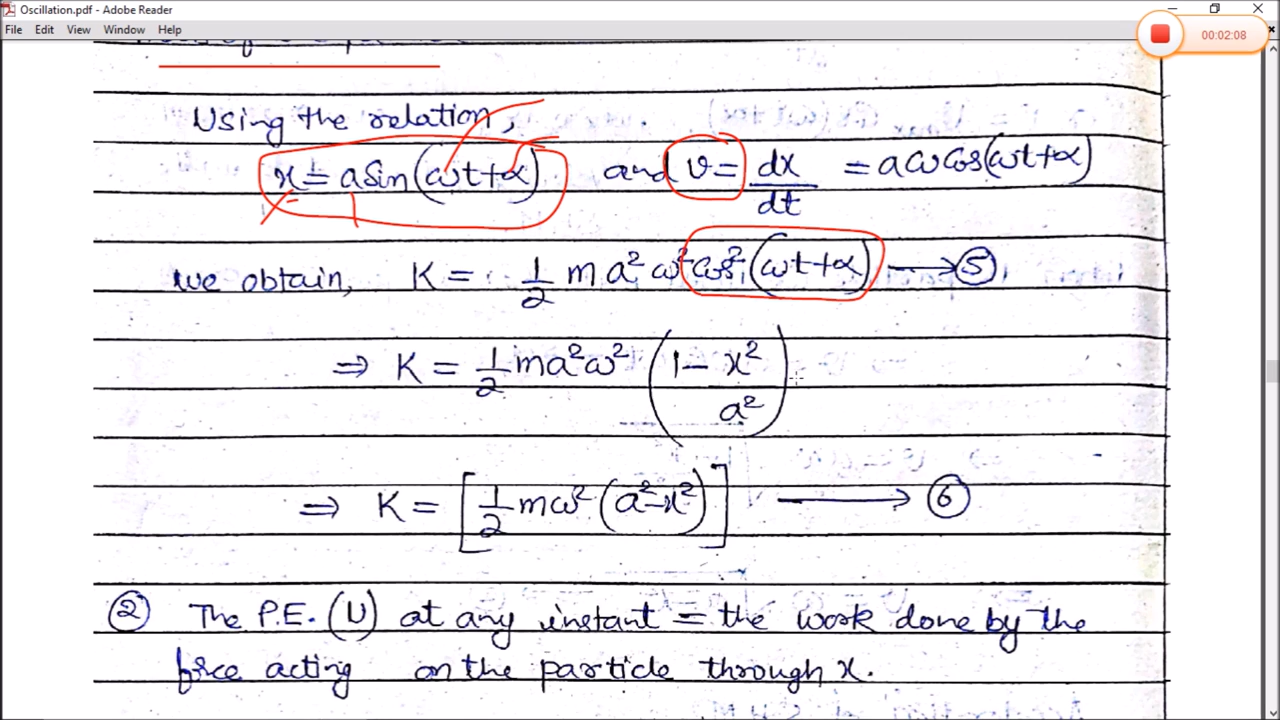 Oscillation.pdf - Adobe Reader
File Edit View Window Help
00:02:08
Using the relation,
x = a Sin (ωt+α) and v = dx/dt = aω Cos(ωt+α)
we obtain, K = 1/2 m a² ω² cos² (ωt+α) → ⑤
⇒ K = 1/2 ma²ω² (1 - x²/a²)
⇒ K = [1/2 mω² (a²-x²)] → ⑥
② The P.E. (U) at any instant = the work done by the
force acting on the particle through x.